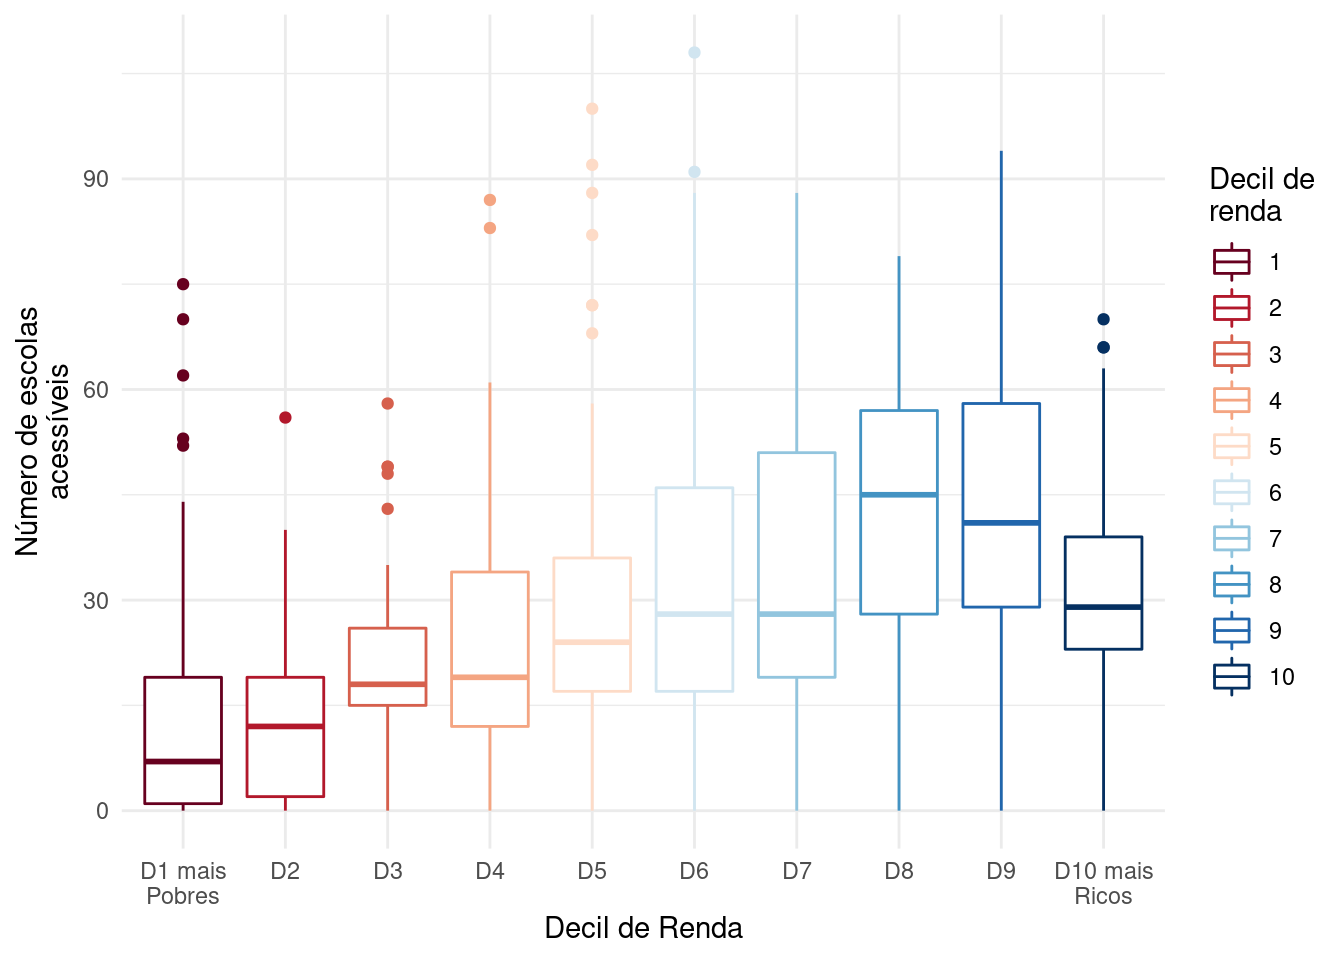 Número de escolas
acessíveis
90
60
30
0
D1 mais
Pobres
D2
D3
D4
D5
D6
D7
D8
D9
D10 mais
Ricos
Decil de Renda
Decil de
renda
1
2
3
4
5
6
7
8
9
10